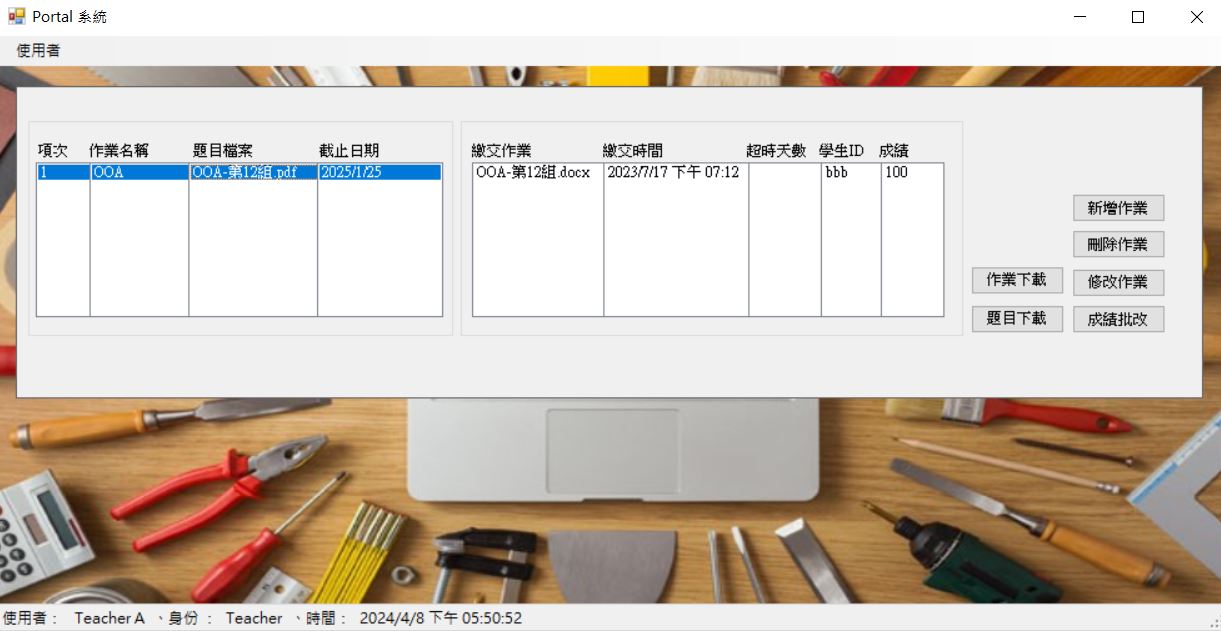 Portal 系統
使用者
項次 作業名稱 題目檔案 截止日期
1 OOA OOA-第12組.pdf 2025/1/25
繳交作業 繳交時間 超時天數 學生ID 成績
OOA-第12組.docx 2023/7/17 下午 07:12 bbb 100
新增作業
刪除作業
作業下載 修改作業
題目下載 成績批改
使用者： Teacher A 、身份 ： Teacher 、時間： 2024/4/8 下午 05:50:52